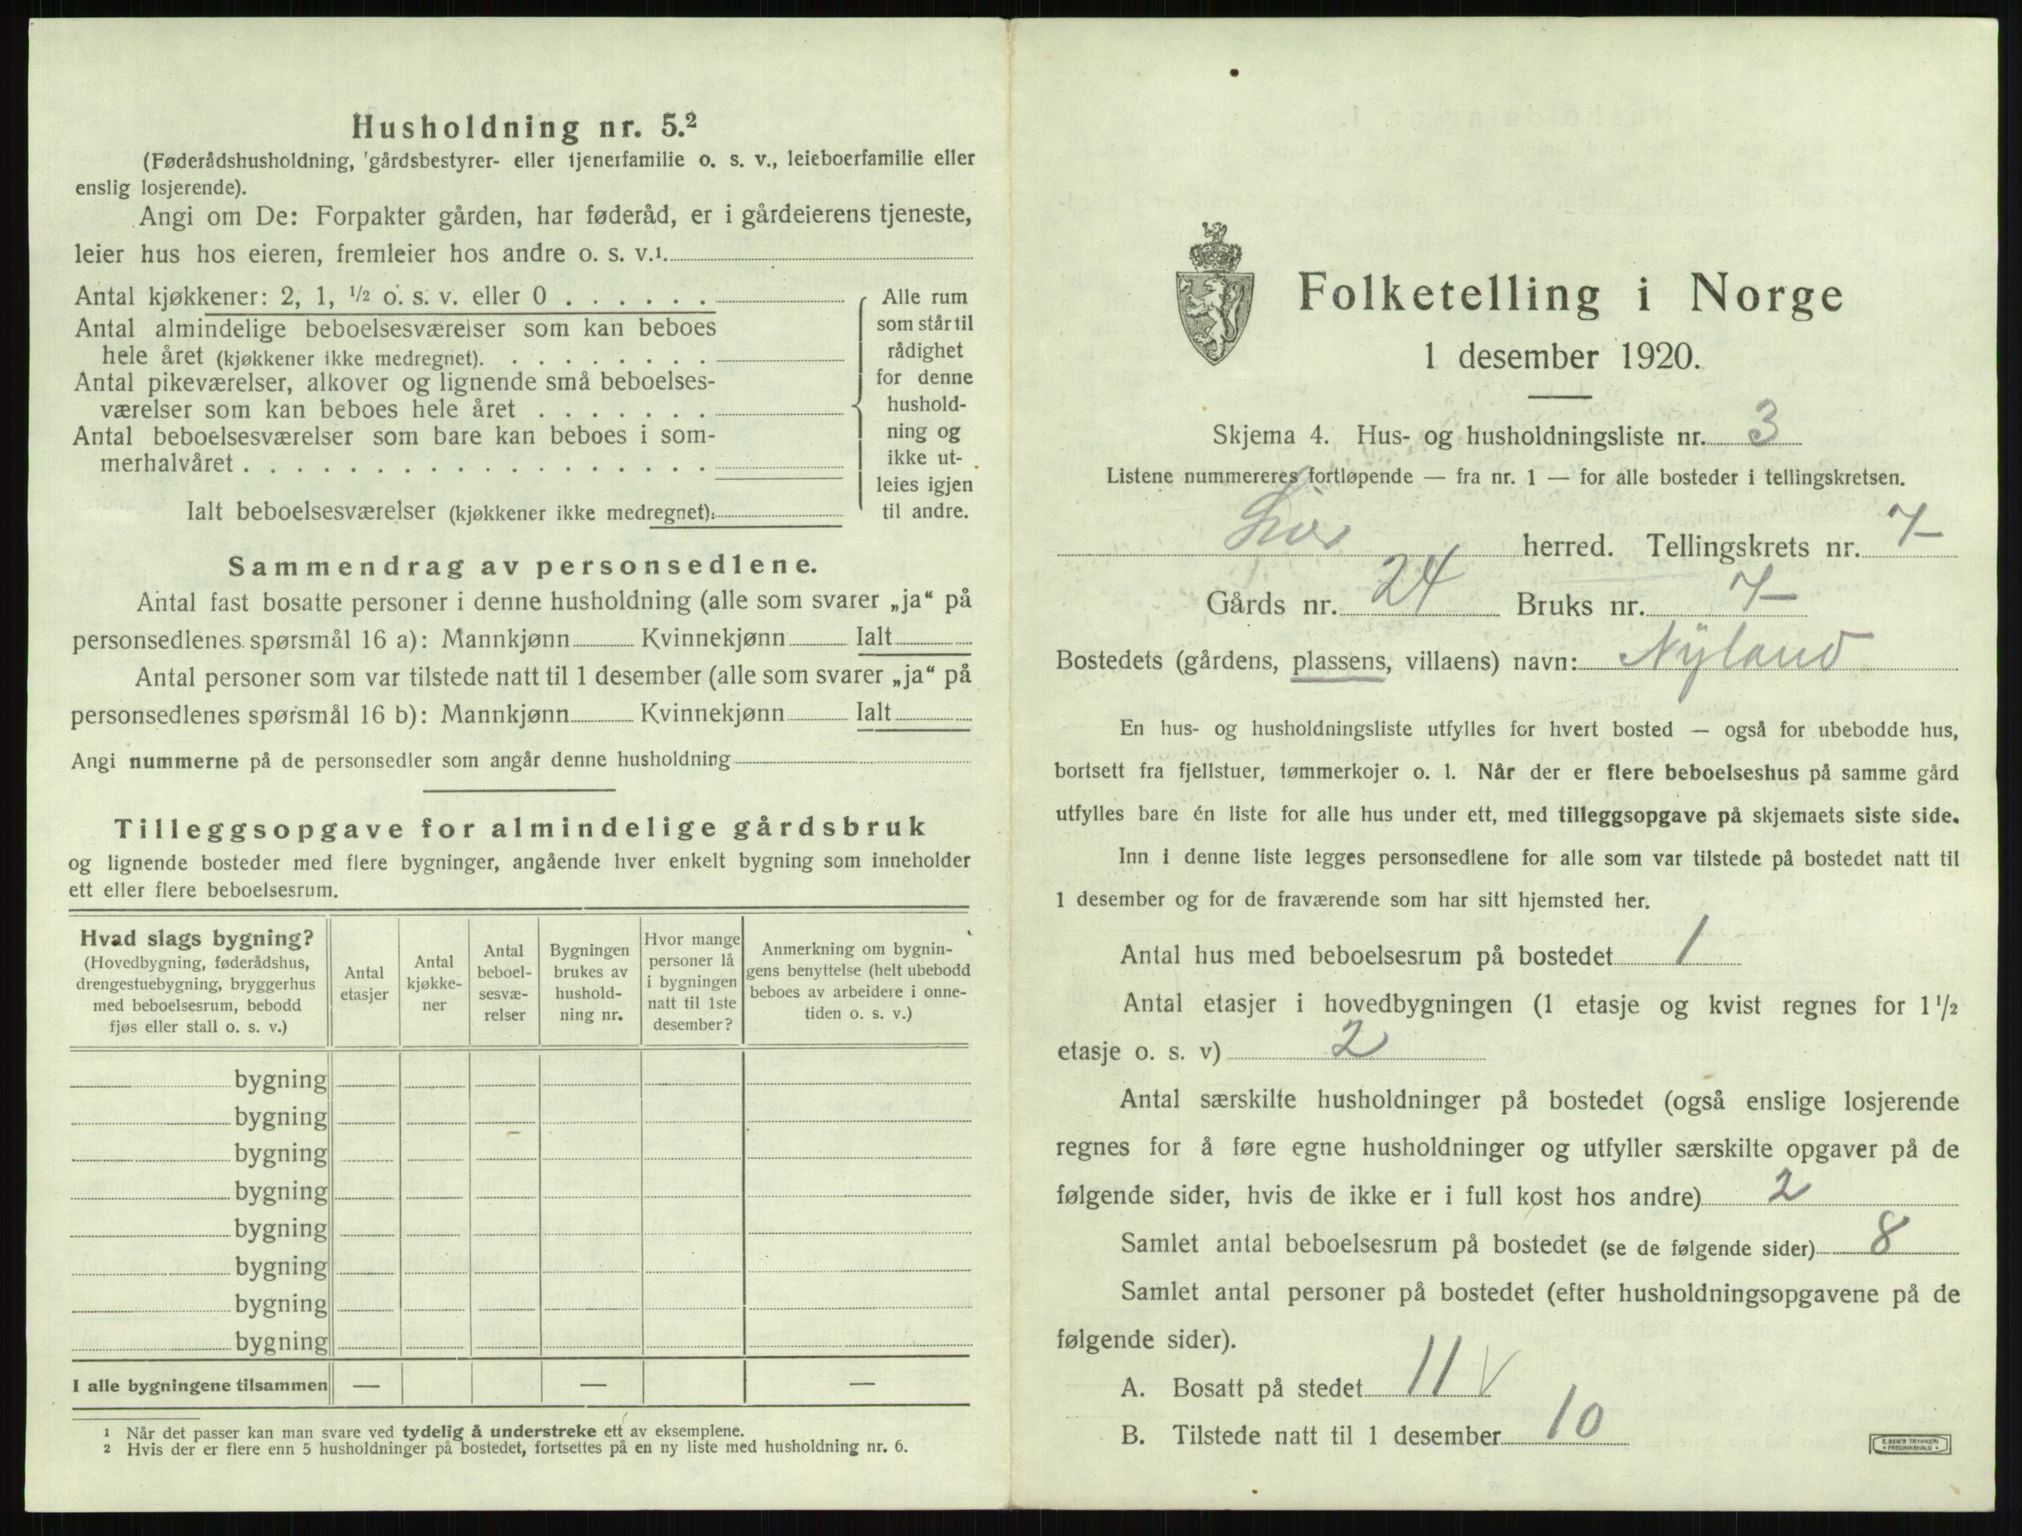 Husholdning nr. 5.²
(Føderådshusholdning, gårdsbestyrer- eller tjenerfamilie o. s. v., leieboerfamilie eller
enslig losjerende).
Angi om De: Forpakter gården, har føderåd, er i gårdeierens tjeneste,
leier hus hos eieren, fremleier hos andre o. s. v.¹
Antal kjøkkener: 2, 1, ½ o. s. v. eller 0 . . . . . .
Antal almindelige beboelsesværelser som kan beboes
hele året (kjøkkener ikke medregnet). . . . . . . . .
Antal pikeværelser, alkover og lignende små beboelses-
værelser som kan beboes hele året . . . . . . .
Antal beboelsesværelser som bare kan beboes i som-
merhalvåret . . . . . . . . . . . . . . . . . .
Ialt beboelsesværelser (kjøkkener ikke medregnet):
Alle rum
som står til
rådighet
for denne
hushold-
ning og
ikke ut-
leies igjen
til andre.
Sammendrag av personsedlene.
Antal fast bosatte personer i denne husholdning (alle som svarer „ja“ på
personsedlenes spørsmål 16 a): Mannkjønn Kvinnekjønn Ialt
Antal personer som var tilstede natt til 1 desember (alle som svarer „ja“ på
personsedlenes spørsmål 16 b): Mannkjønn Kvinnekjønn Ialt
Angi nummerne på de personsedler som angår denne husholdning
Tilleggsopgave for almindelige gårdsbruk
og lignende bosteder med flere bygninger, angående hver enkelt bygning som inneholder
ett eller flere beboelsesrum.
Hvad slags bygning?
(Hovedbygning, føderådshus,
drengestuebygning, bryggerhus
med beboelsesrum, bebodd
fjøs eller stall o. s. v.)
Antal
etasjer
Antal
kjøkke-
ner
Antal
beboel-
sesvæ-
relser
Bygningen
brukes av
hushold-
ning nr.
Hvor mange
personer lå
i bygningen
natt til 1ste
desember?
Anmerkning om bygnin-
gens benyttelse (helt ubebodd
beboes av arbeidere i onne-
tiden o. s. v.)
bygning
bygning
bygning
bygning
bygning
bygning
bygning
bygning
I alle bygningene tilsammen — — —
1 Når det passer kan man svare ved tydelig å understreke ett av eksemplene.
2 Hvis der er flere enn 5 husholdninger på bostedet, fortsettes på en ny liste med husholdning nr. 6.
Folketelling i Norge
1 desember 1920.
Skjema 4. Hus- og husholdningsliste nr. 3
Listene nummereres fortløpende — fra nr. 1 — for alle bosteder i tellingskretsen.
herred. Tellingskrets nr. 7
Gårds nr. 24 Bruks nr. 7
Bostedets (gårdens, plassens, villaens) navn: Nyland
En hus- og husholdningsliste utfylles for hvert bosted — også for ubebodde hus,
bortsett fra fjellstuer, tømmerkojer o. l. Når der er flere beboelseshus på samme gård
utfylles bare én liste for alle hus under ett, med tilleggsopgave på skjemaets siste side.
Inn i denne liste legges personsedlene for alle som var tilstede på bostedet natt til
1 desember og for de fraværende som har sitt hjemsted her.
Antal hus med beboelsesrum på bostedet 1
Antal etasjer i hovedbygningen (1 etasje og kvist regnes for 1½
etasje o. s. v) 2
Antal særskilte husholdninger på bostedet (også enslige losjerende
regnes for å føre egne husholdninger og utfyller særskilte opgaver på de
følgende sider, hvis de ikke er i full kost hos andre) 2
Samlet antal beboelsesrum på bostedet (se de følgende sider) 8
Samlet antal personer på bostedet (efter husholdningsopgavene på de
følgende sider).
A. Bosatt på stedet 11 V
B. Tilstede natt til 1 desember 10
E. SEM'S TRYKKERI
• FREDRIKSHALD •